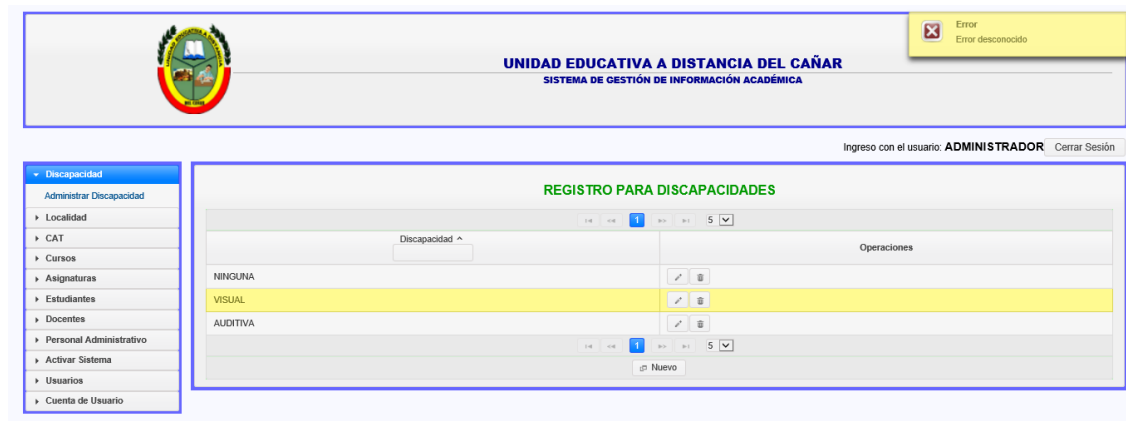 Error
Error desconocido
UNIDAD EDUCATIVA A DISTANCIA DEL CAÑAR
SISTEMA DE GESTIÓN DE INFORMACIÓN ACADÉMICA
Ingreso con el usuario: ADMINISTRADOR Cerrar Sesión
Discapacidad
Administrar Discapacidad
Localidad
CAT
Cursos
Asignaturas
Estudiantes
Docentes
Personal Administrativo
Activar Sistema
Usuarios
Cuenta de Usuario
REGISTRO PARA DISCAPACIDADES
1 5
Discapacidad Operaciones
NINGUNA
VISUAL
AUDITIVA
1 5
Nuevo